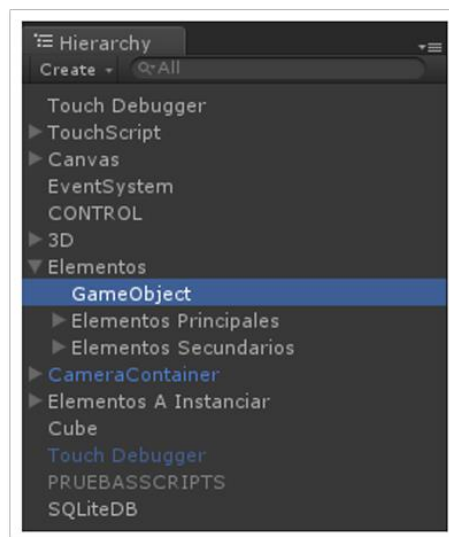 Hierarchy
Create All
Touch Debugger
TouchScript
Canvas
EventSystem
CONTROL
3D
Elementos
GameObject
Elementos Principales
Elementos Secundarios
CameraContainer
Elementos A Instanciar
Cube
Touch Debugger
PRUEBASSCRIPTS
SQLiteDB